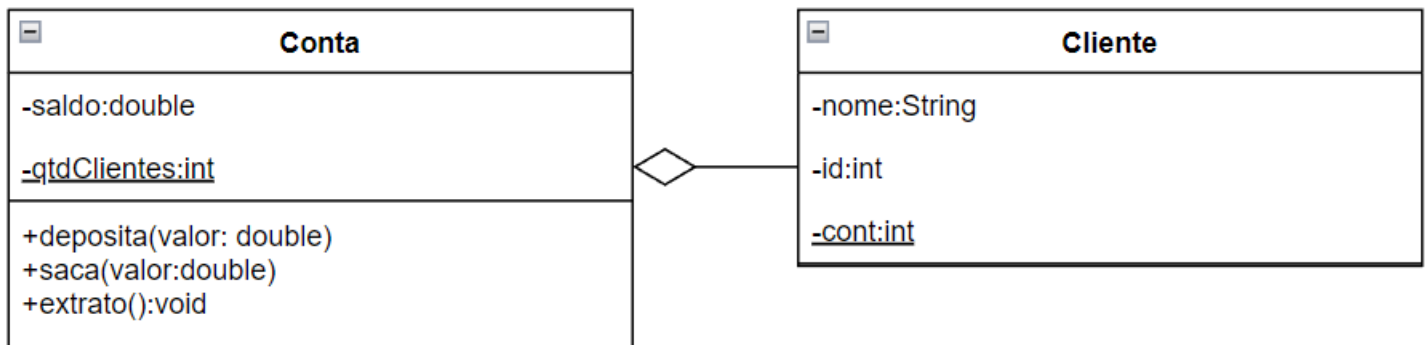 Conta
-saldo:double
-qtdClientes:int
+deposita(valor: double)
+saca(valor:double)
+extrato():void
Cliente
-nome:String
-id:int
-cont:int